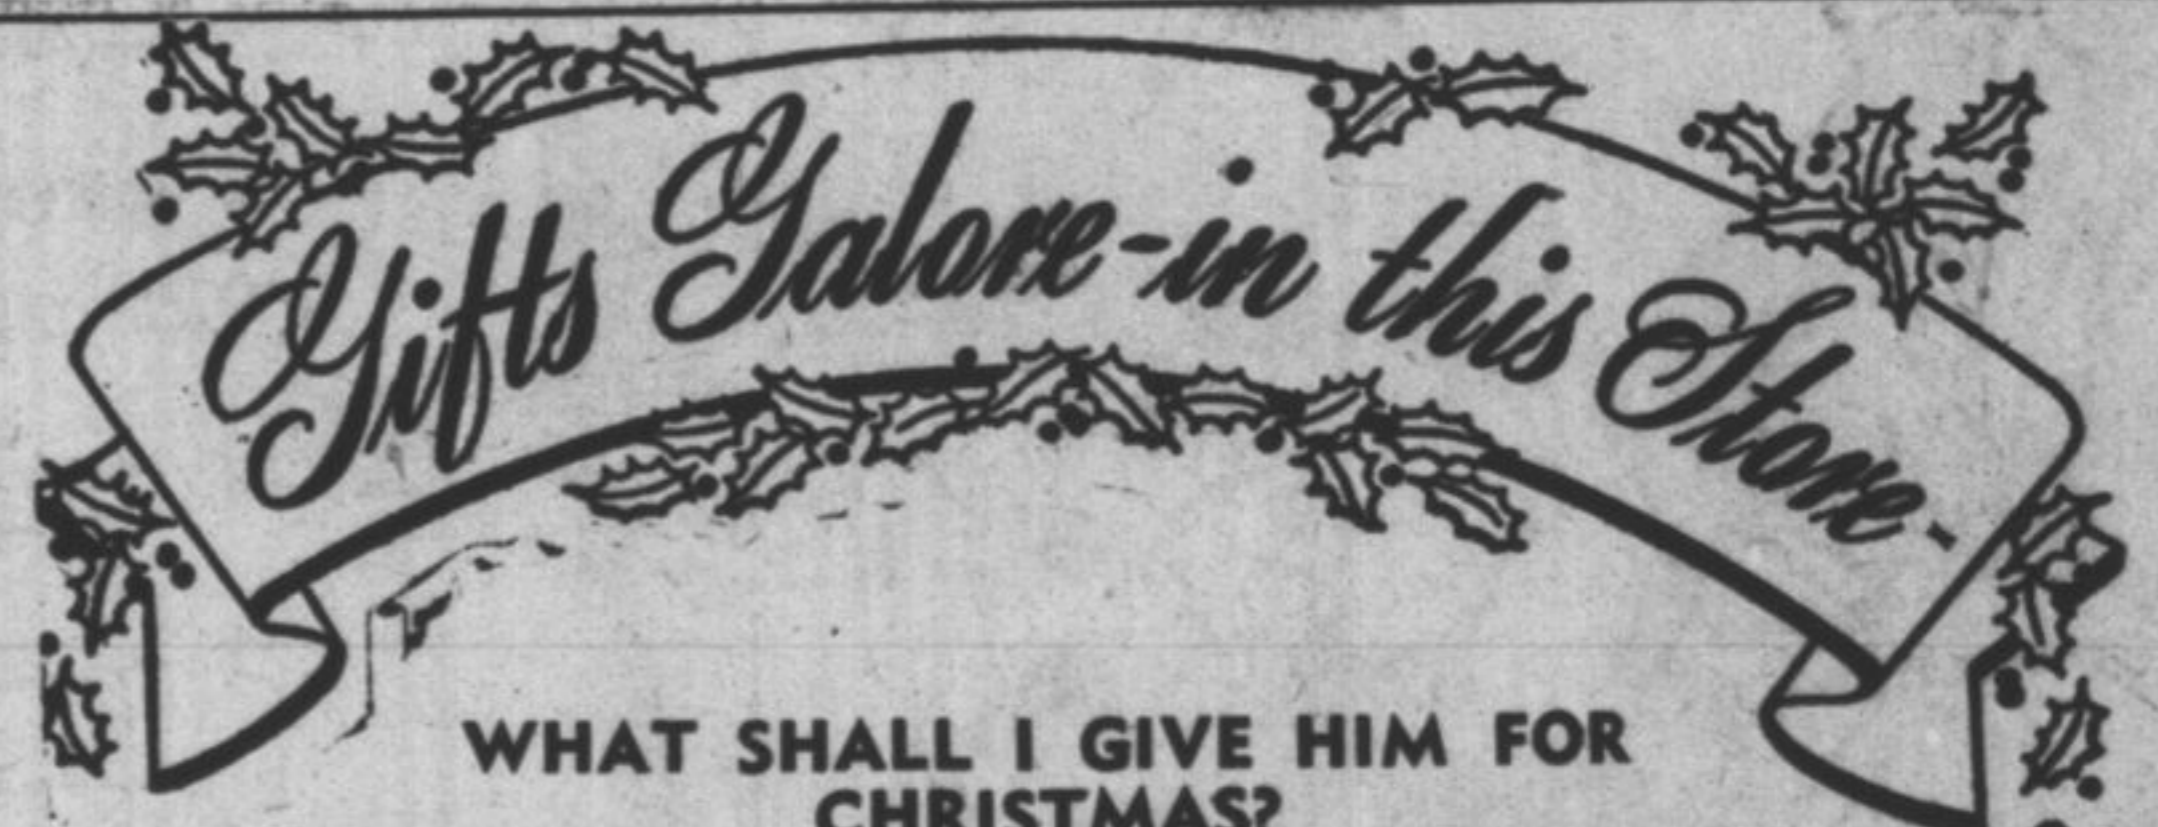 Gifts Galore-in this Store-
WHAT SHALL I GIVE HIM FOR
CHRISTMAS?